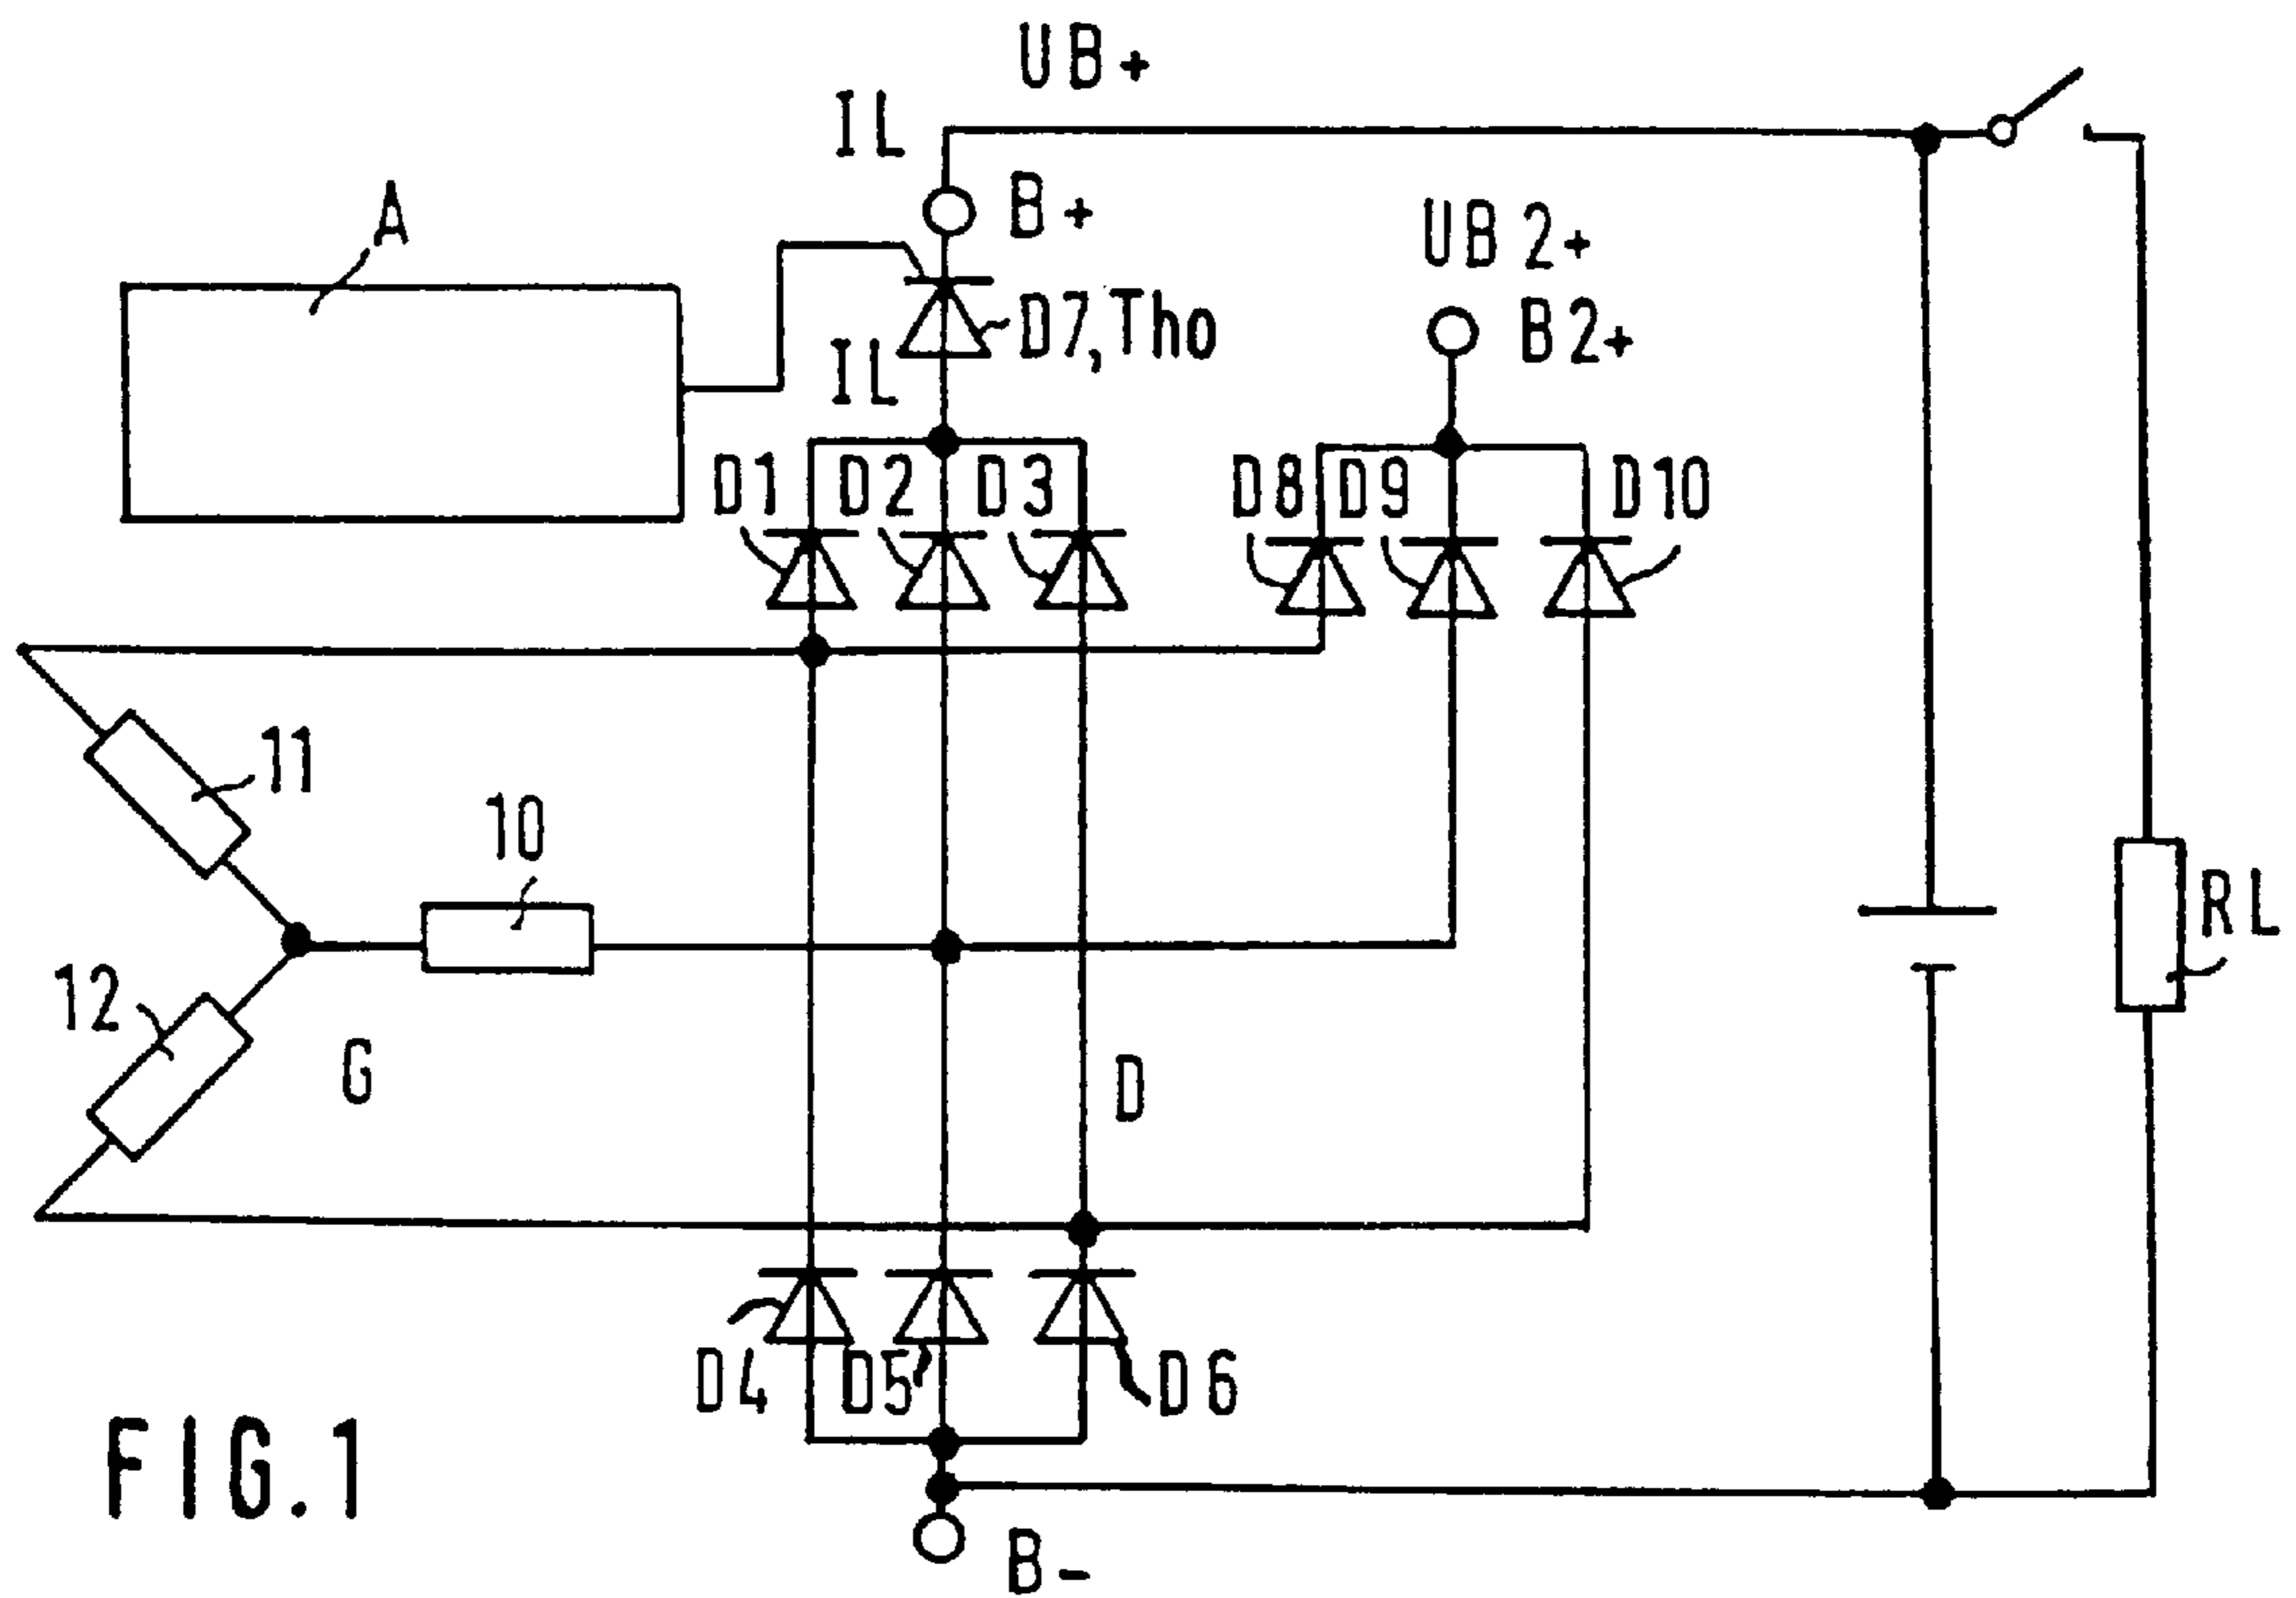 UB+
IL
A
B+
UB2+
D7,Tho
B2+
IL
D1
D2
D3
D8
D9
D10
11
10
RL
12
G
D
D4
D5
D6
FIG.1
B-